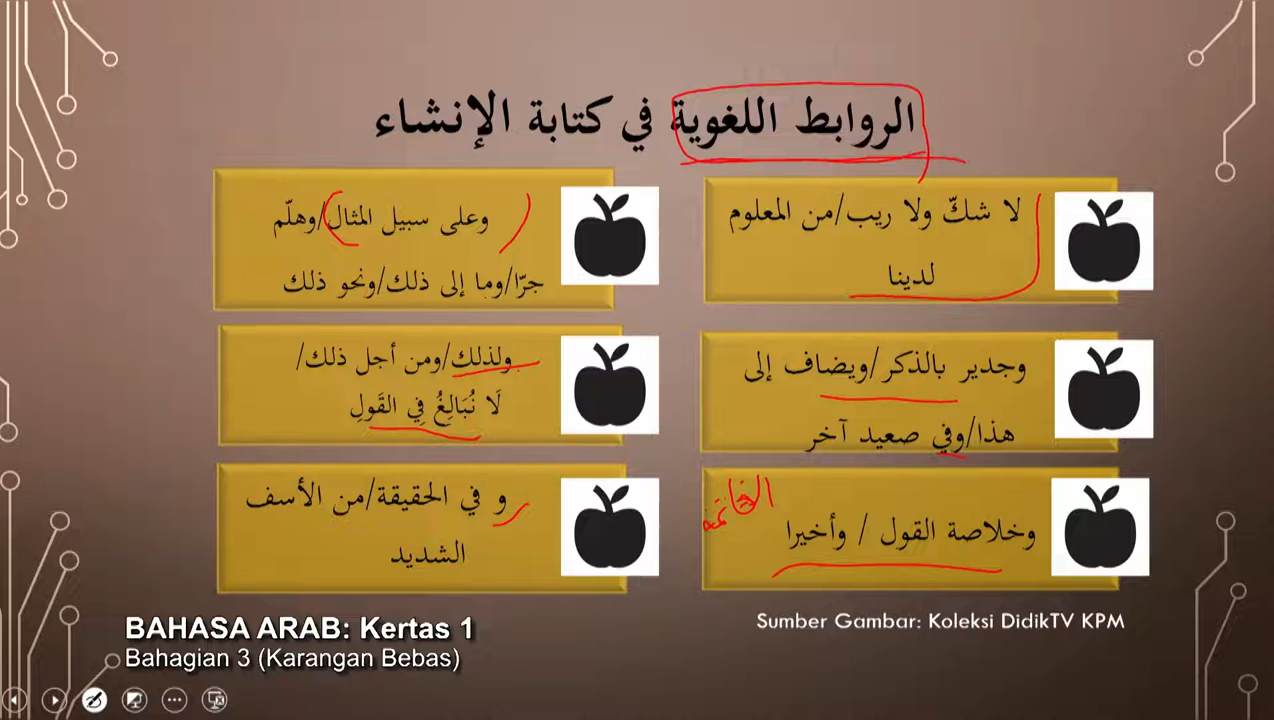 الروابط اللغوية في كتابة الإنشاء
لا شكّ ولا ريب/من المعلوم
لدينا
وعلى سبيل المثال/وهلّم
جرّا/وما إلى ذلك/ونحو ذلك
وجدير بالذكر/ويضاف إلى
هذا/وفي صعيد آخر
ولذلك/ومن أجل ذلك/
لَا نُبَالِغُ فِي القَولِ
وخلاصة القول / وأخيرا
الخاتمة
و في الحقيقة/من الأسف
الشديد
Sumber Gambar: Koleksi DidikTV KPM
BAHASA ARAB: Kertas 1
Bahagian 3 (Karangan Bebas)